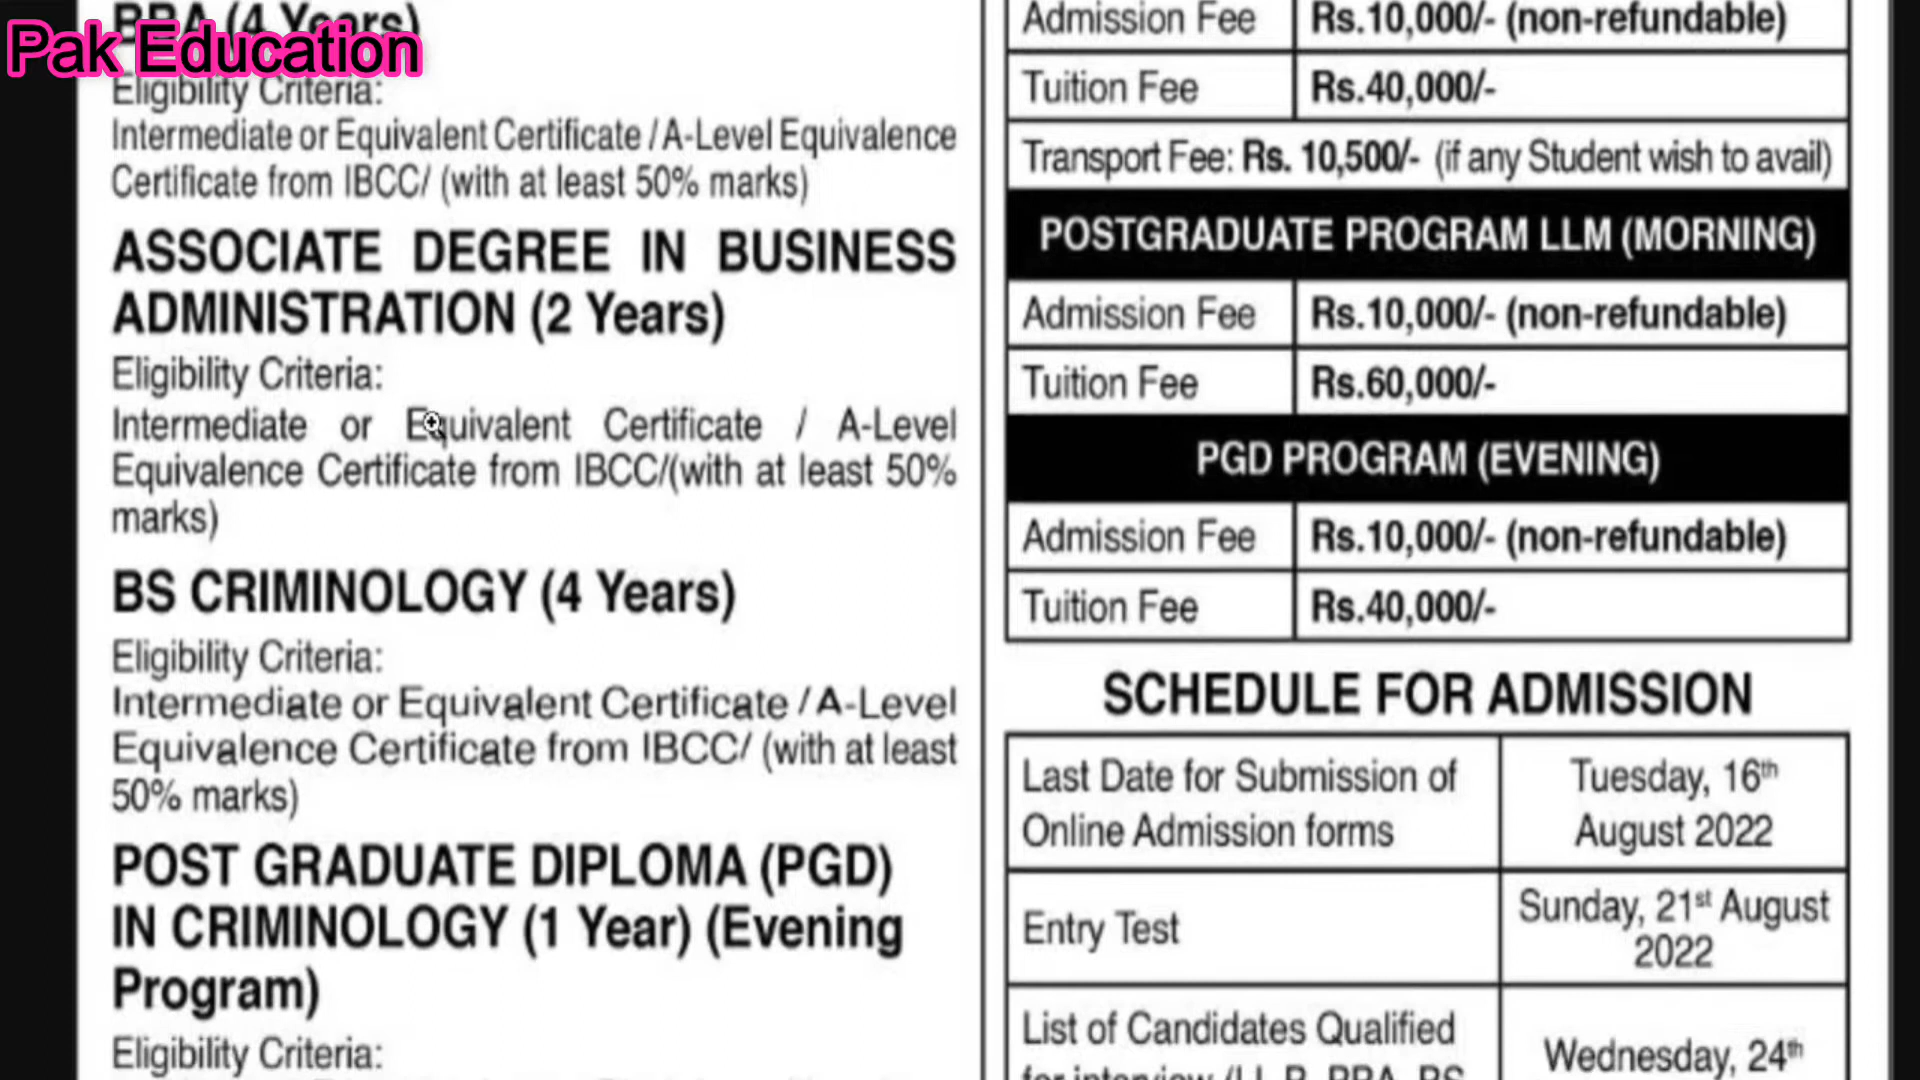 Pak Education
BBA (4 Years)
Eligibility Criteria:
Intermediate or Equivalent Certificate / A-Level Equivalence
Certificate from IBCC/ (with at least 50% marks)
ASSOCIATE DEGREE IN BUSINESS
ADMINISTRATION (2 Years)
Eligibility Criteria:
Intermediate or Equivalent Certificate / A-Level
Equivalence Certificate from IBCC/(with at least 50%
marks)
BS CRIMINOLOGY (4 Years)
Eligibility Criteria:
Intermediate or Equivalent Certificate / A-Level
Equivalence Certificate from IBCC/ (with at least
50% marks)
POST GRADUATE DIPLOMA (PGD)
IN CRIMINOLOGY (1 Year) (Evening
Program)
Eligibility Criteria:
Admission Fee Rs.10,000/- (non-refundable)
Tuition Fee Rs.40,000/-
Transport Fee: Rs. 10,500/- (if any Student wish to avail)
POSTGRADUATE PROGRAM LLM (MORNING)
Admission Fee Rs.10,000/- (non-refundable)
Tuition Fee Rs.60,000/-
PGD PROGRAM (EVENING)
Admission Fee Rs.10,000/- (non-refundable)
Tuition Fee Rs.40,000/-
SCHEDULE FOR ADMISSION
Last Date for Submission of
Online Admission forms
Tuesday, 16th
August 2022
Entry Test
Sunday, 21st August
2022
List of Candidates Qualified
for interview (LL.B, BBA, BS
Wednesday, 24th